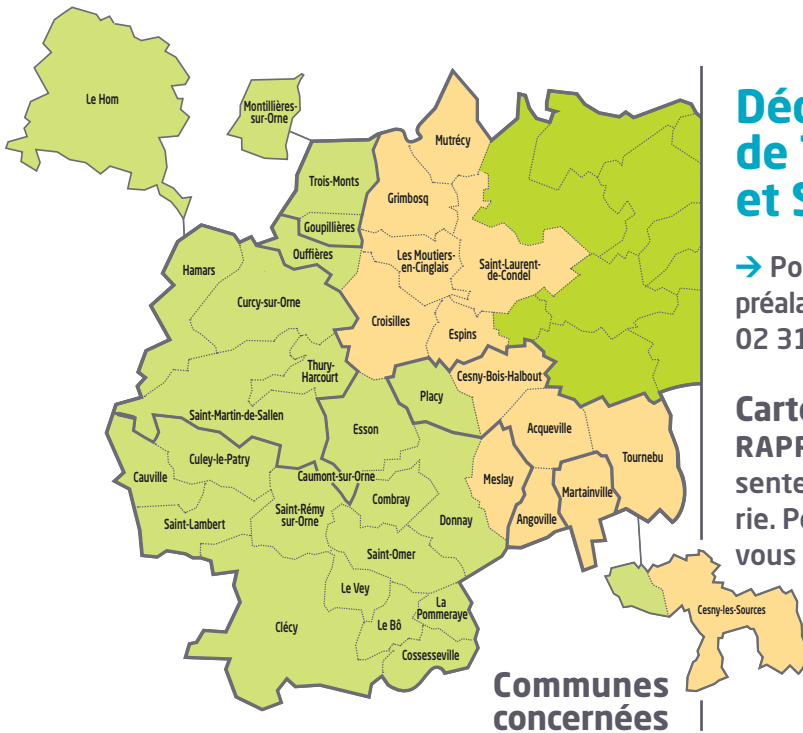 Le Hom
Montillières-
sur-Orne
Mutrécy
Trois-Monts
Grimbosq
Goupillières
Ouffières
Les Moutiers-
en-Cinglais
Saint-Laurent-
de-Condel
Hamars
Curcy-sur-Orne
Croisilles
Espins
Thury-
Harcourt
Cesny-Bois-Halbout
Placy
Saint-Martin-de-Sallen
Esson
Acqueville
Tournebu
Culey-le-Patry
Cauville
Caumont-sur-Orne
Meslay
Martainville
Combray
Saint-Lambert
Saint-Rémy
sur-Orne
Donnay
Angoville
Saint-Omer
Le Vey
La
Pommeraye
Clécy
Le Bô
Cossesseville
Cesny-les-Sources
Communes
concernées
de
et S
→ Po
préala
02 31
Carte
RAPP
sente
rie. Po
vous